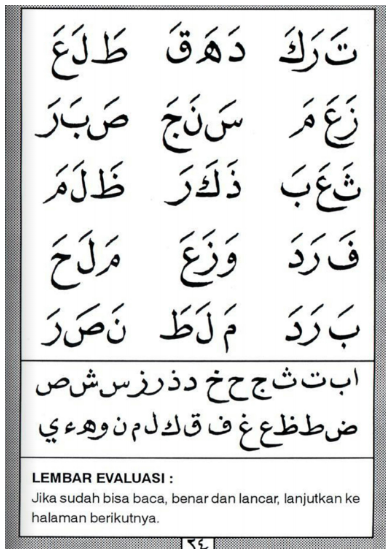 تَرَكَ دَهَقَ طَلَعَ
زَعَمَ سَنَجَ صَبَرَ
ثَعَبَ ذَكَرَ ظَلَمَ
فَرَدَ وَزَعَ مَلَحَ
بَرَدَ مَلَطَ نَصَرَ
ا ب ت ث ج ح خ د ذ ر ز س ش ص
ض ط ظ ع غ ف ق ك ل م ن و ه ء ي
LEMBAR EVALUASI :
Jika sudah bisa baca, benar dan lancar, lanjutkan ke
halaman berikutnya.
٢٤